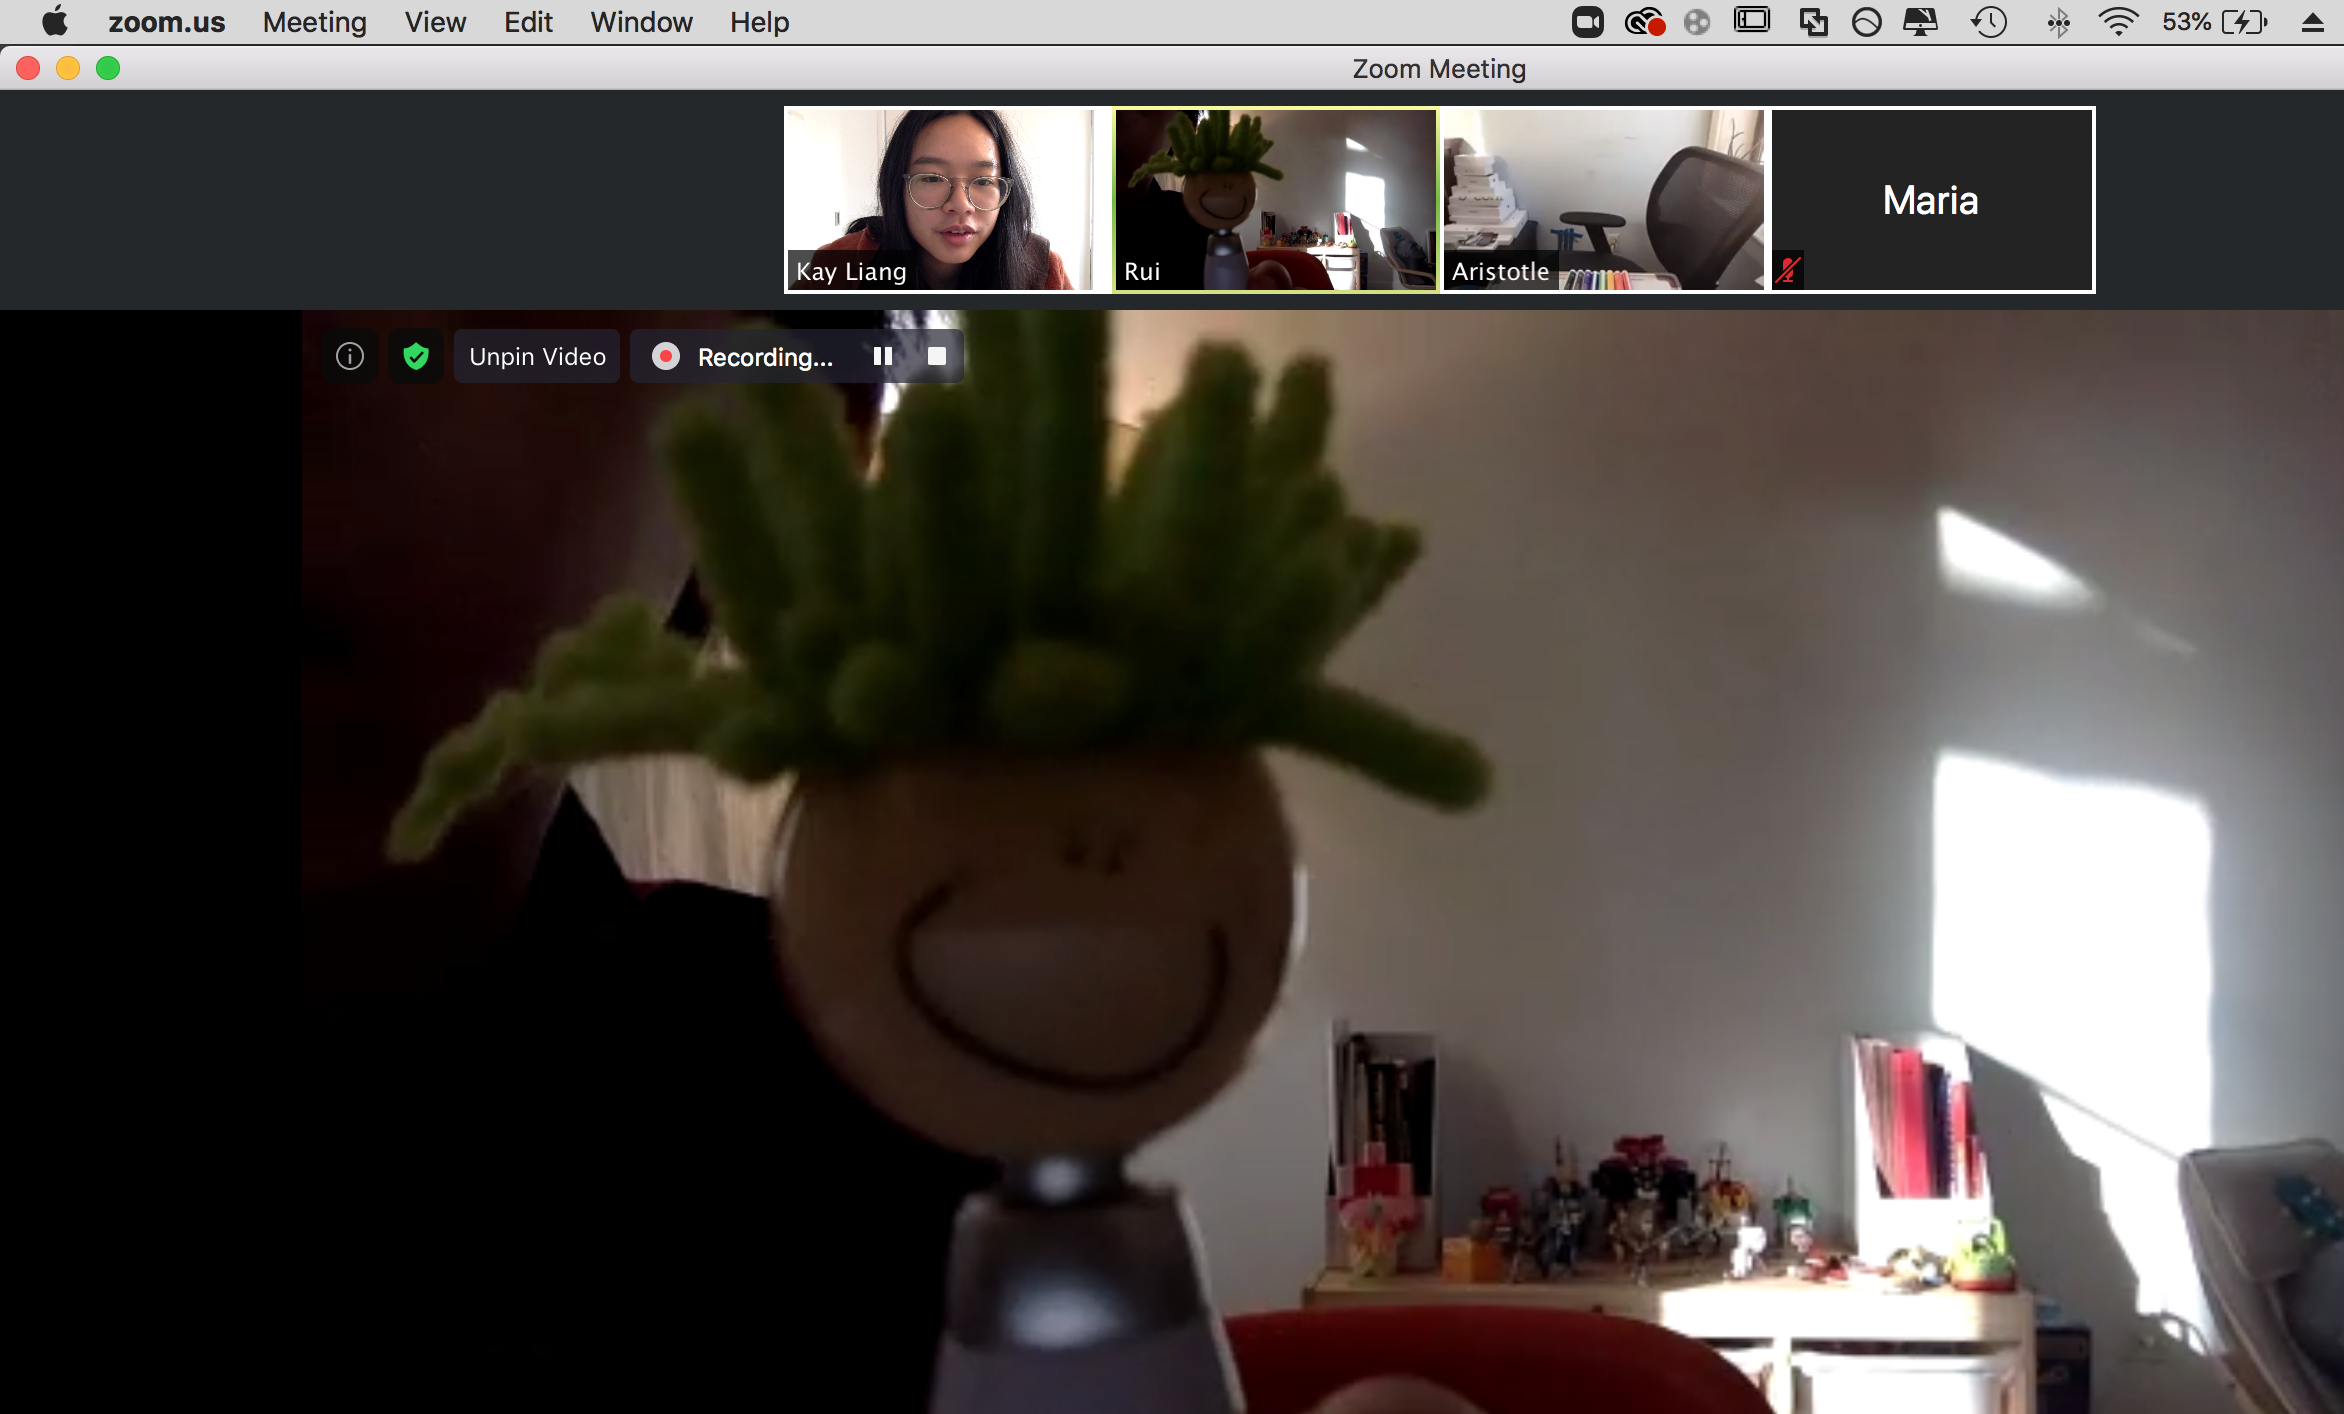 zoom.us Meeting View Edit Window Help 53%
Zoom Meeting
Maria
Kay Liang Rui Aristotle
Unpin Video Recording...